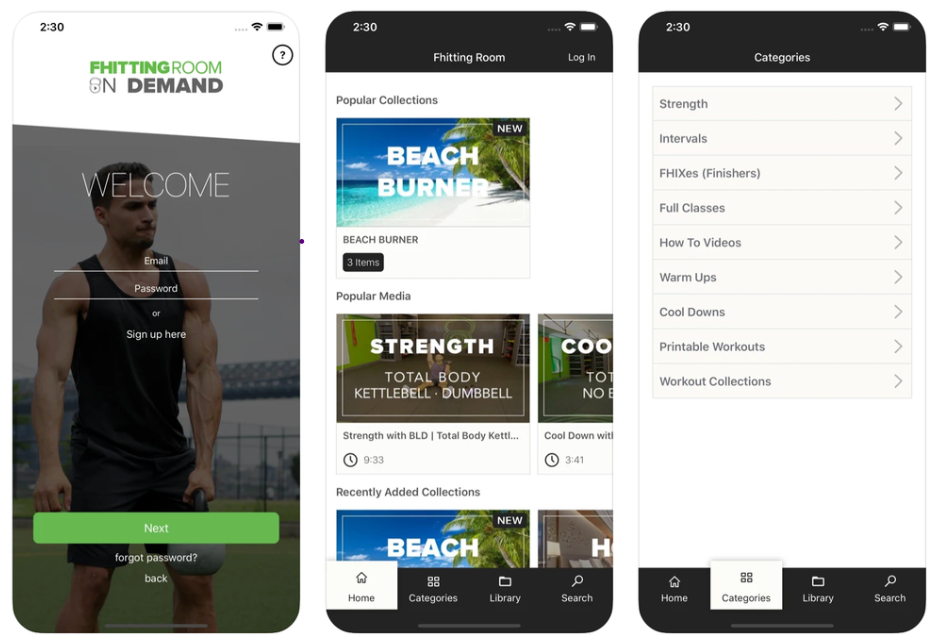 2:30
?
FHITTINGROOM
ON DEMAND
WELCOME
Email
Password
or
Sign up here
Next
forgot password?
back
2:30
Fhitting Room
Log In
Popular Collections
NEW
BEACH
BURNER
BEACH BURNER
3 Items
Popular Media
STRENGTH
TOTAL BODY
KETTLEBELL · DUMBBELL
Strength with BLD | Total Body Kettl...
9:33
COO
TOT
NO E
Cool Down with
3:41
Recently Added Collections
NEW
BEACH
H
Home
Categories
Library
Search
2:30
Categories
Strength
Intervals
FHIXes (Finishers)
Full Classes
How To Videos
Warm Ups
Cool Downs
Printable Workouts
Workout Collections
Home
Categories
Library
Search